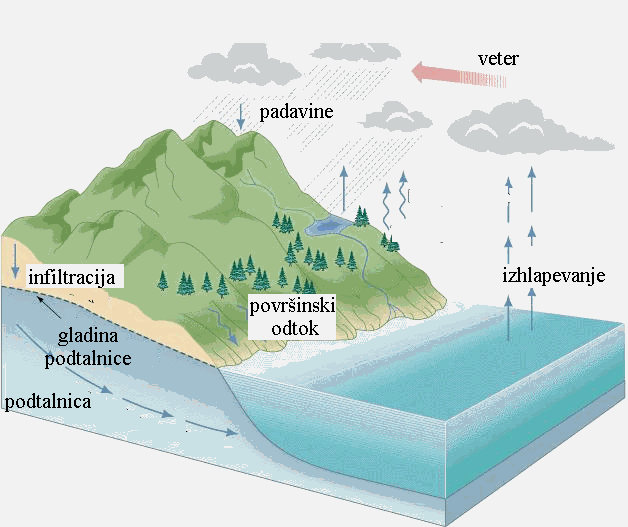 veter
padavine
infiltracija
izhlapevanje
površinski
odtok
gladina
podtalnice
podtalnica